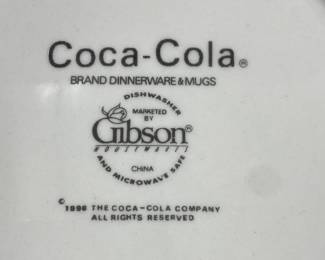 Coca-Cola®
BRAND DINNERWARE & MUGS
DISHWASHER
MARKETED
BY
Gibson®
HOUSEWARES
AND MICROWAVE SAFE
CHINA
© 1996 THE COCA-COLA COMPANY
ALL RIGHTS RESERVED